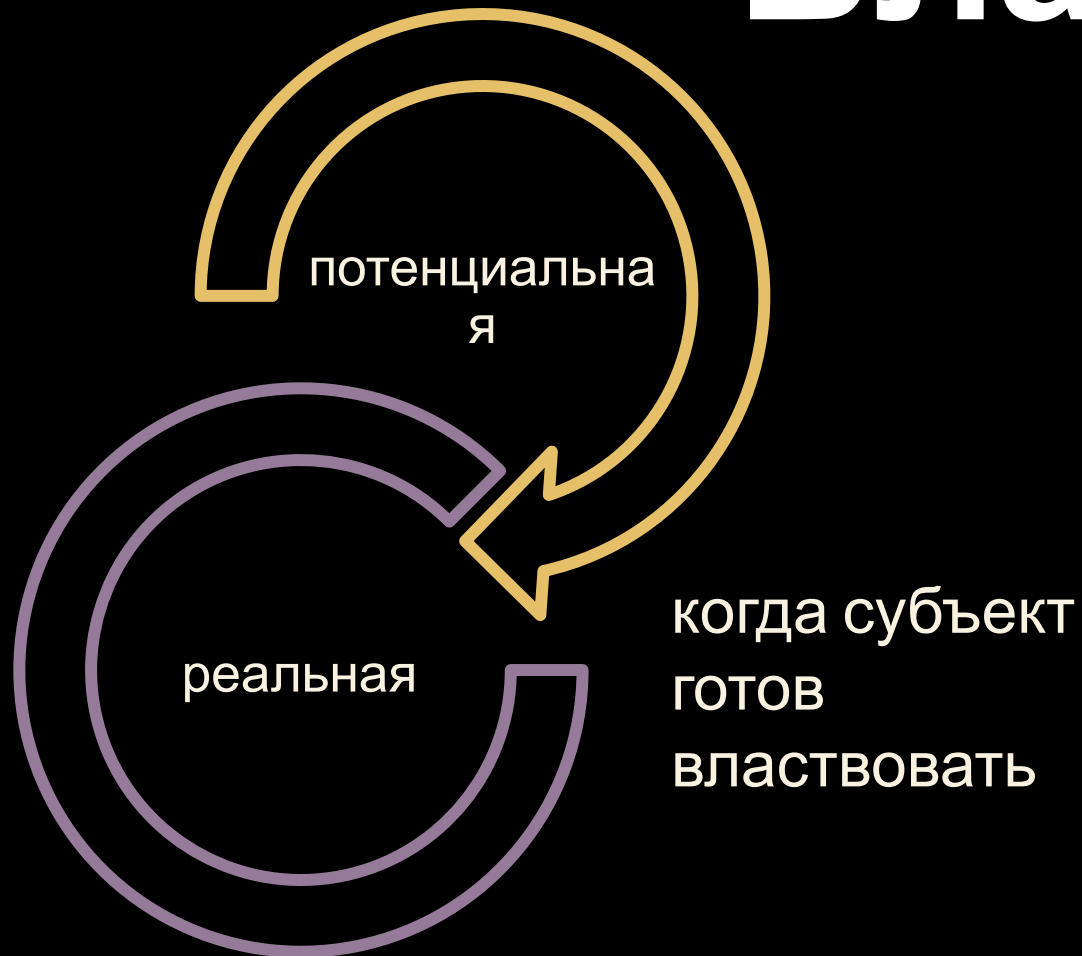 потенциальна
я
реальная
когда субъект
готов
властвовать